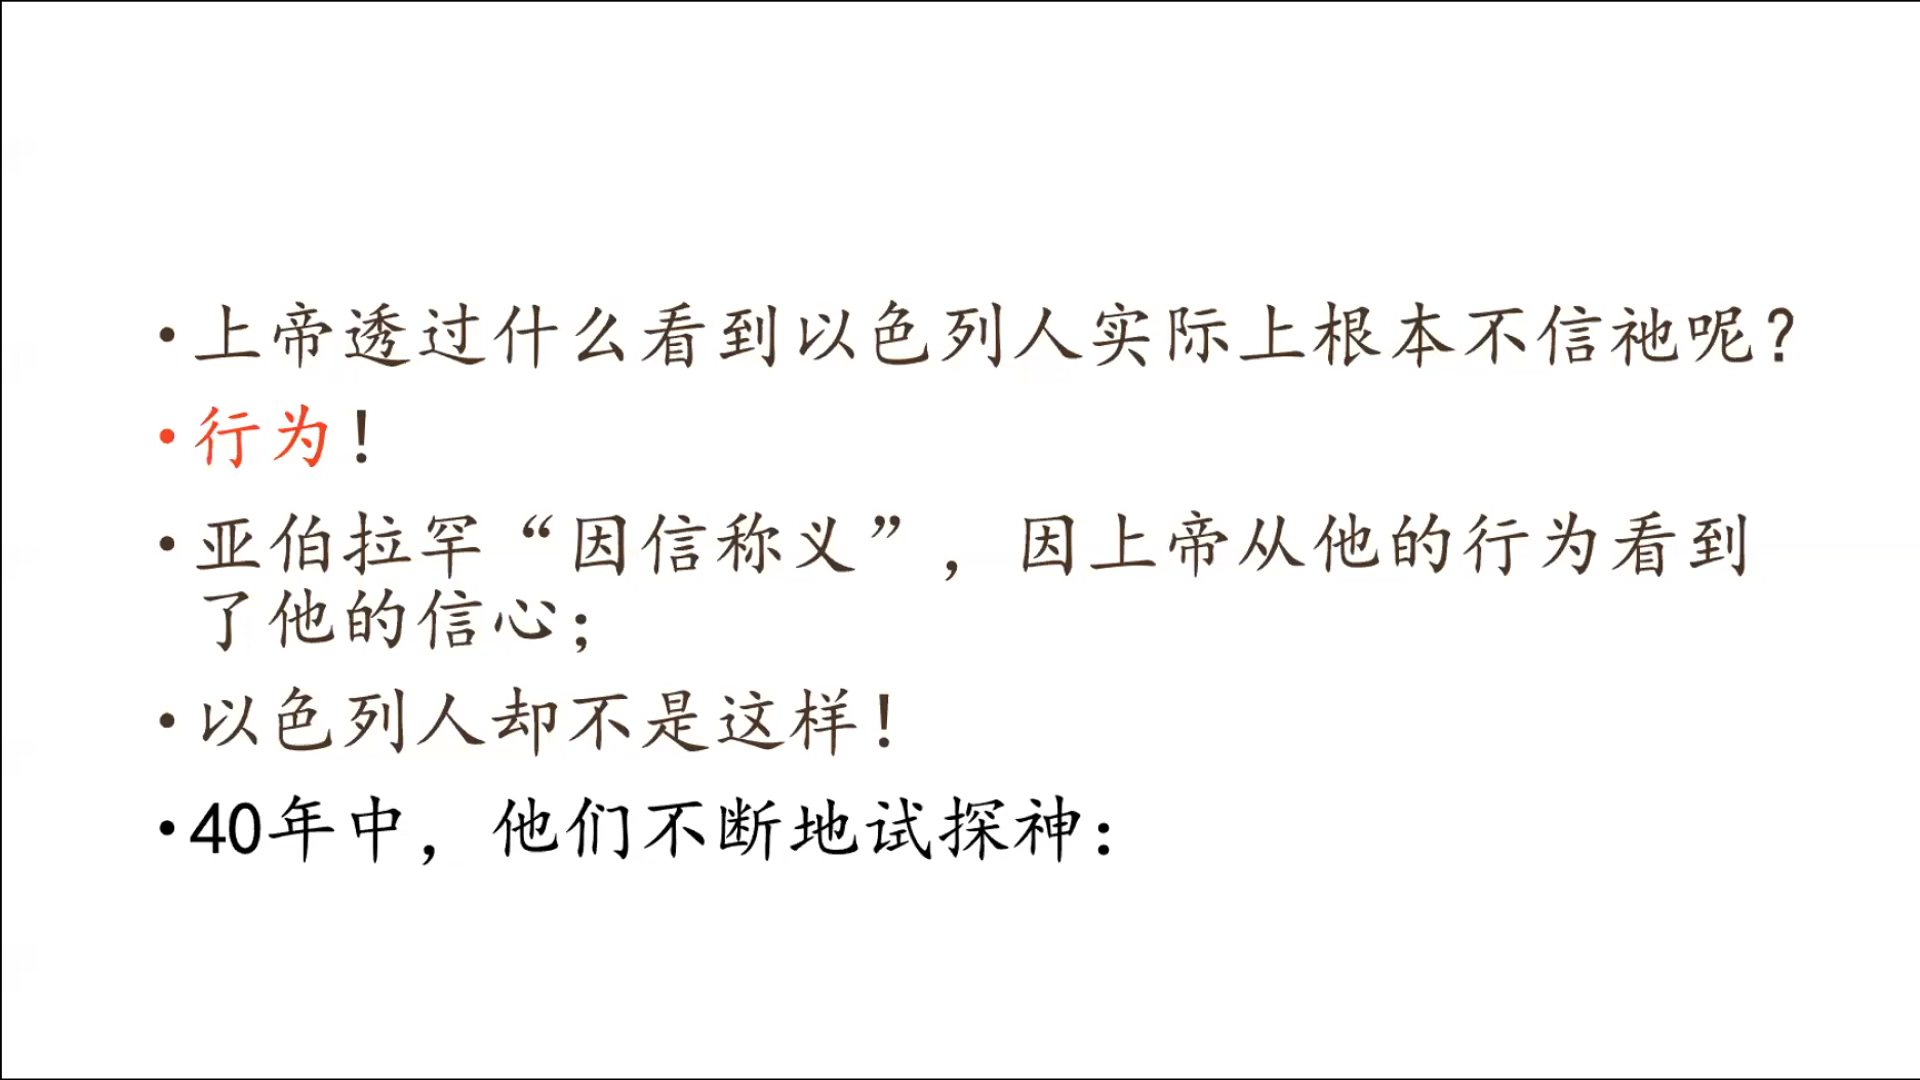 •上帝透过什么看到以色列人实际上根本不信祂呢？
•行为！
•亚伯拉罕“因信称义”，因上帝从他的行为看到
了他的信心；
•以色列人却不是这样！
•40年中，他们不断地试探神：